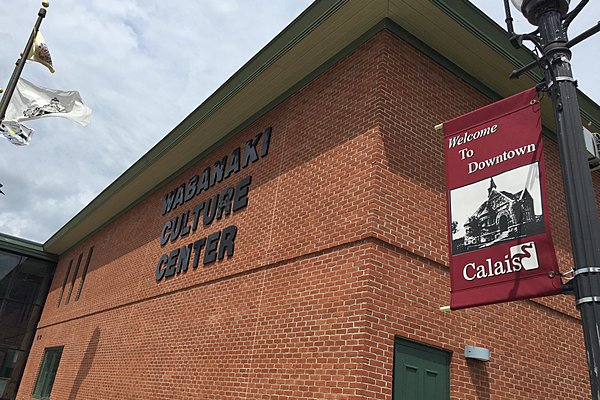 WABANAKI
CULTURE
CENTER
Welcome
To
Downtown
Calais